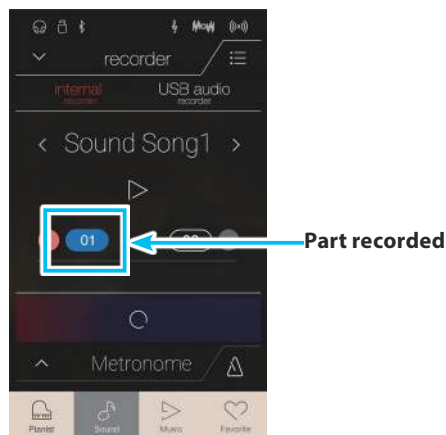 recorder
internal
recorder
USB audio
recorder
< Sound Song1 >
01
Part recorded
Metronome
Pianist
Sound
Music
Favorite